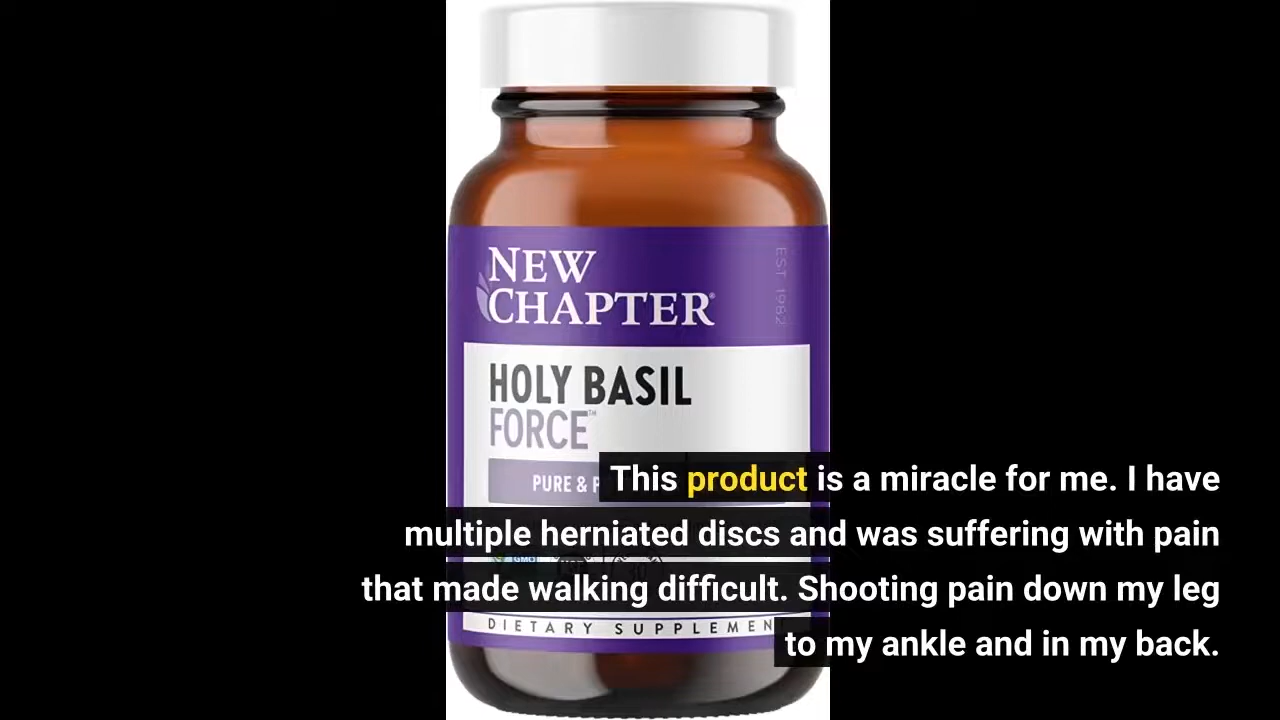 NEW
CHAPTER®
EST 1982
HOLY BASIL
FORCE™
PURE &
This product is a miracle for me. I have
multiple herniated discs and was suffering with pain
that made walking difficult. Shooting pain down my leg
to my ankle and in my back.
DIETARY SUPPLEMEN